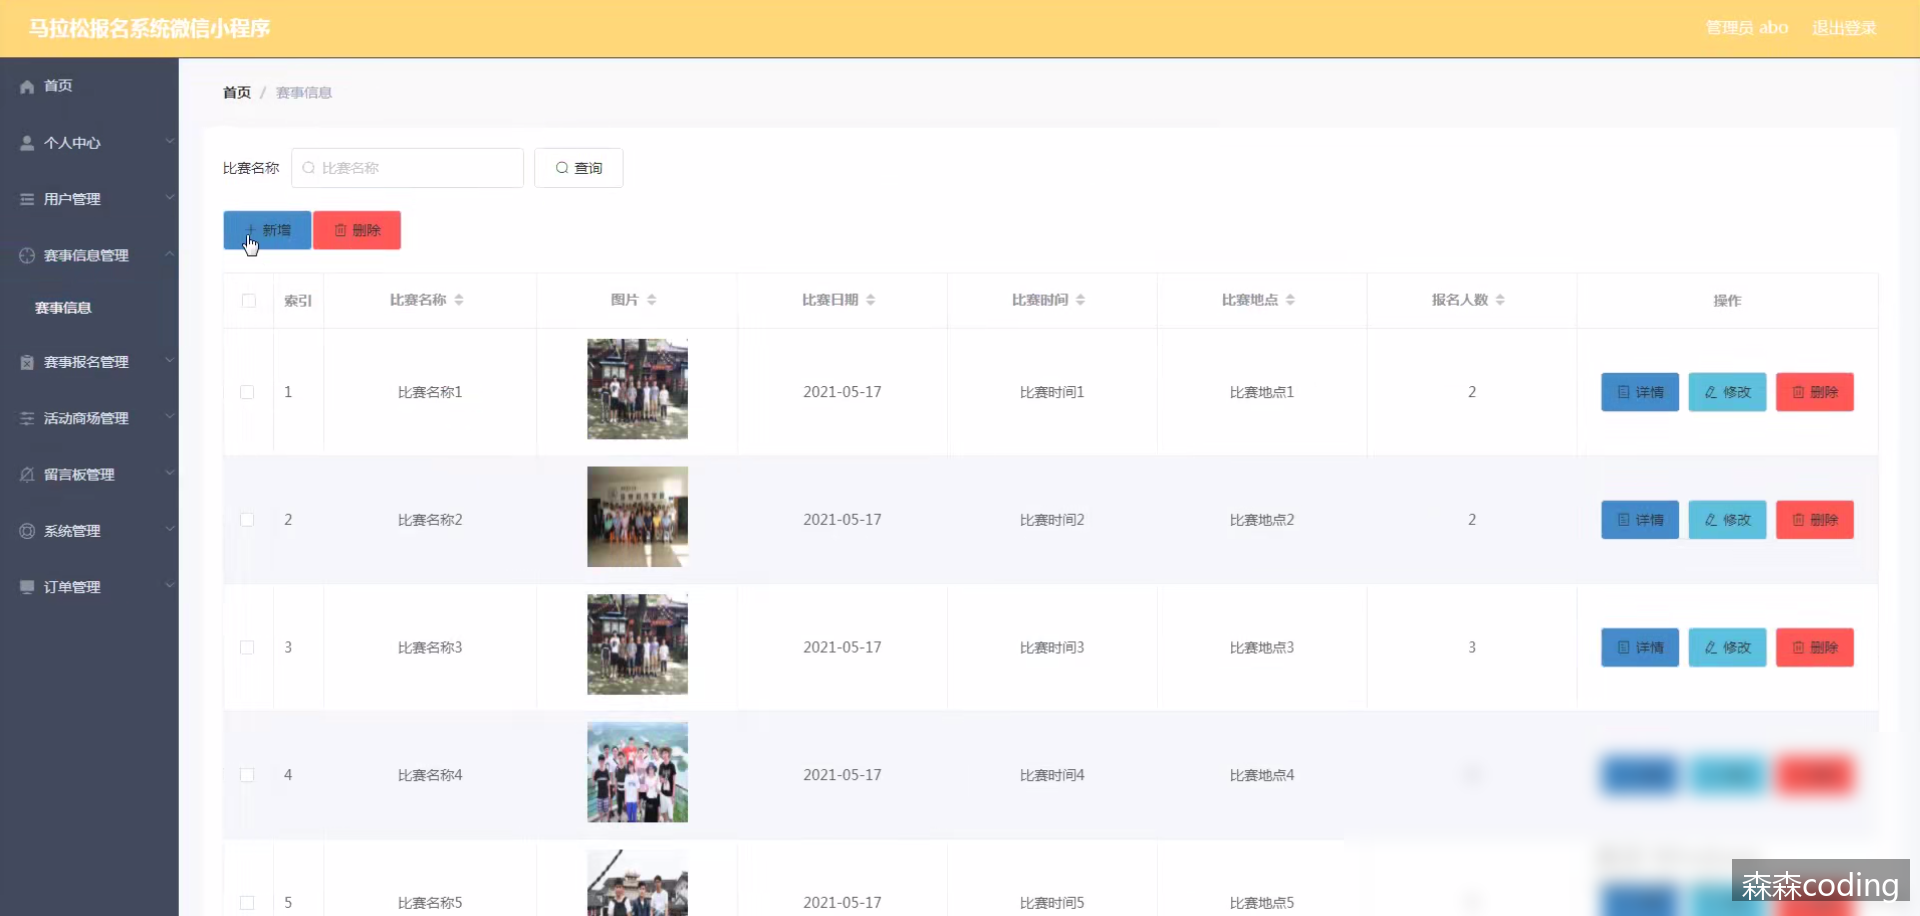 马拉松报名系统微信小程序
管理员 abo 退出登录
首页
个人中心
用户管理
赛事信息管理
赛事信息
赛事报名管理
活动商场管理
留言板管理
系统管理
订单管理
首页 / 赛事信息
比赛名称 比赛名称 查询
新增 删除
索引 比赛名称 图片 比赛日期 比赛时间 比赛地点 报名人数 操作
1 比赛名称1 2021-05-17 比赛时间1 比赛地点1 2 详情 修改 删除
2 比赛名称2 2021-05-17 比赛时间2 比赛地点2 2 详情 修改 删除
3 比赛名称3 2021-05-17 比赛时间3 比赛地点3 3 详情 修改 删除
4 比赛名称4 2021-05-17 比赛时间4 比赛地点4
5 比赛名称5 2021-05-17 比赛时间5 比赛地点5
森森coding